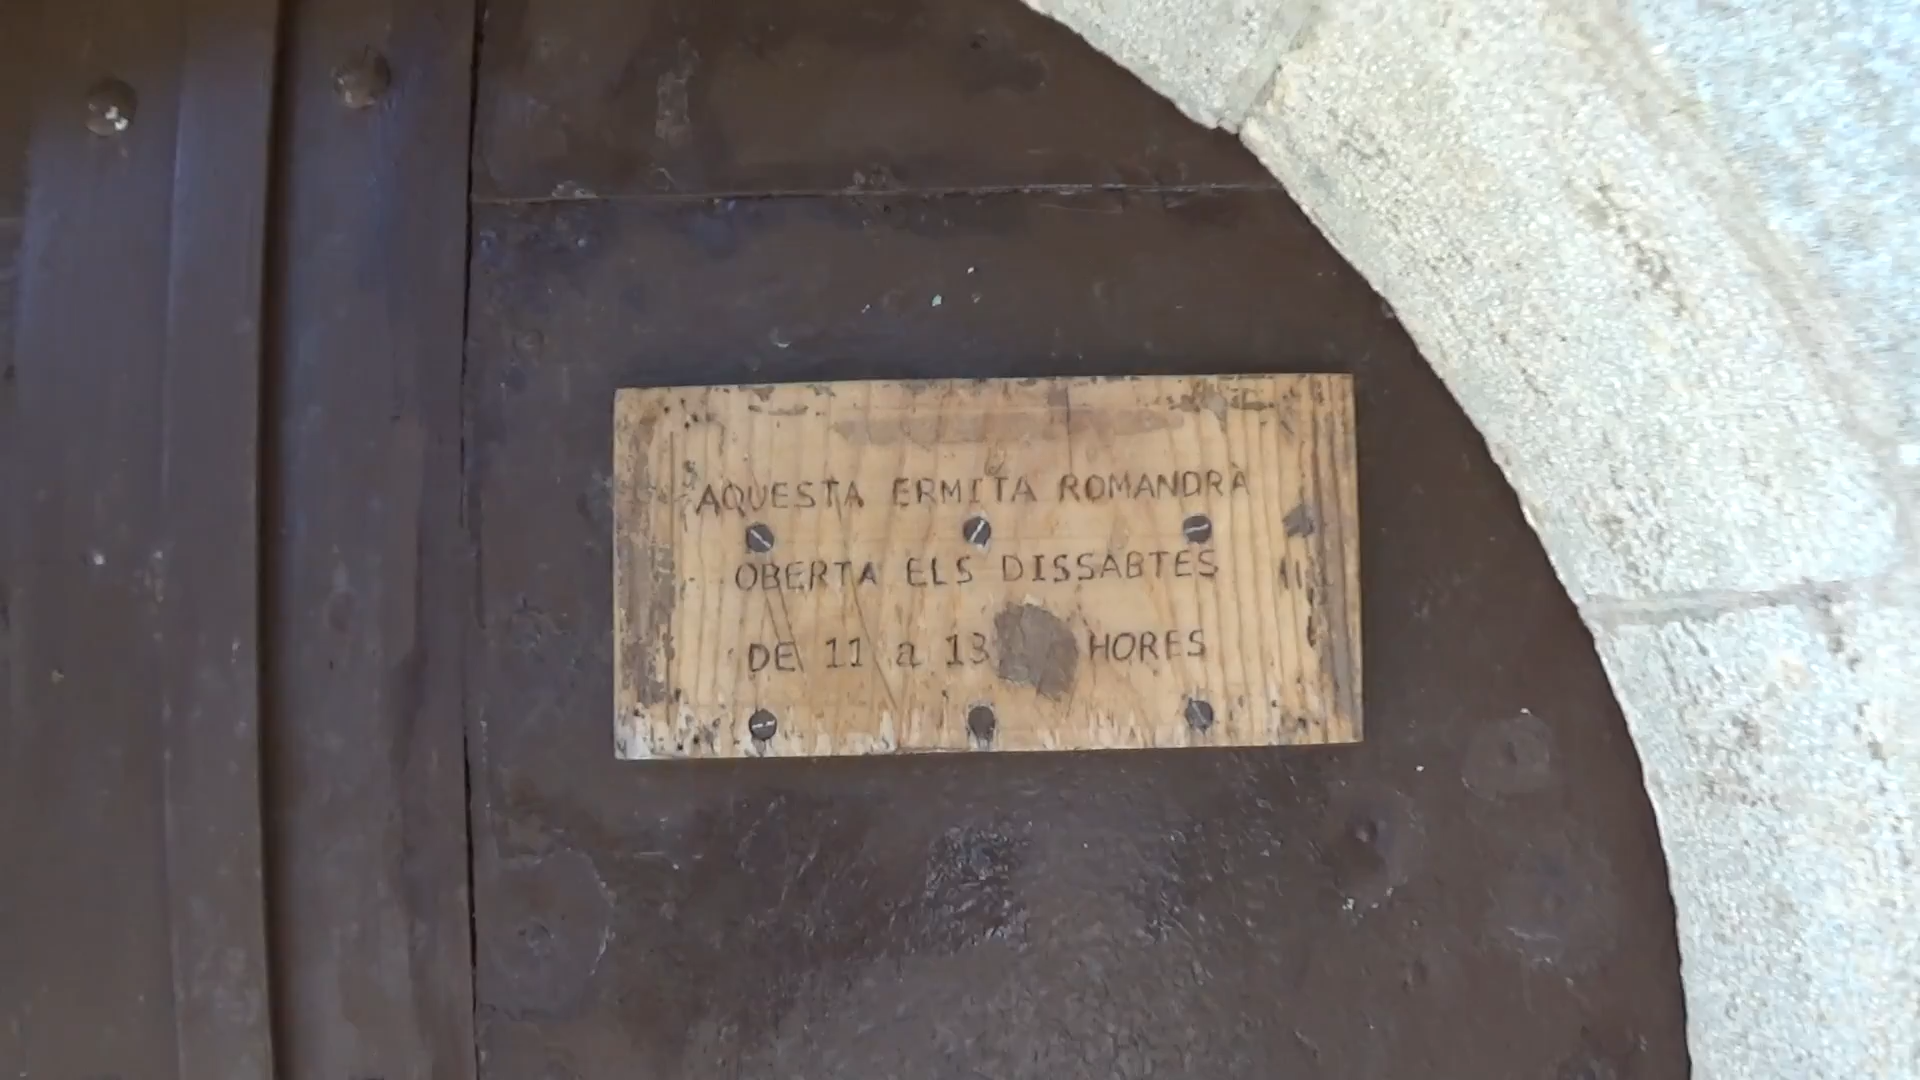 AQUESTA ERMITA ROMANDRÀ
OBERTA ELS DISSABTES
DE 11 a 13 HORES